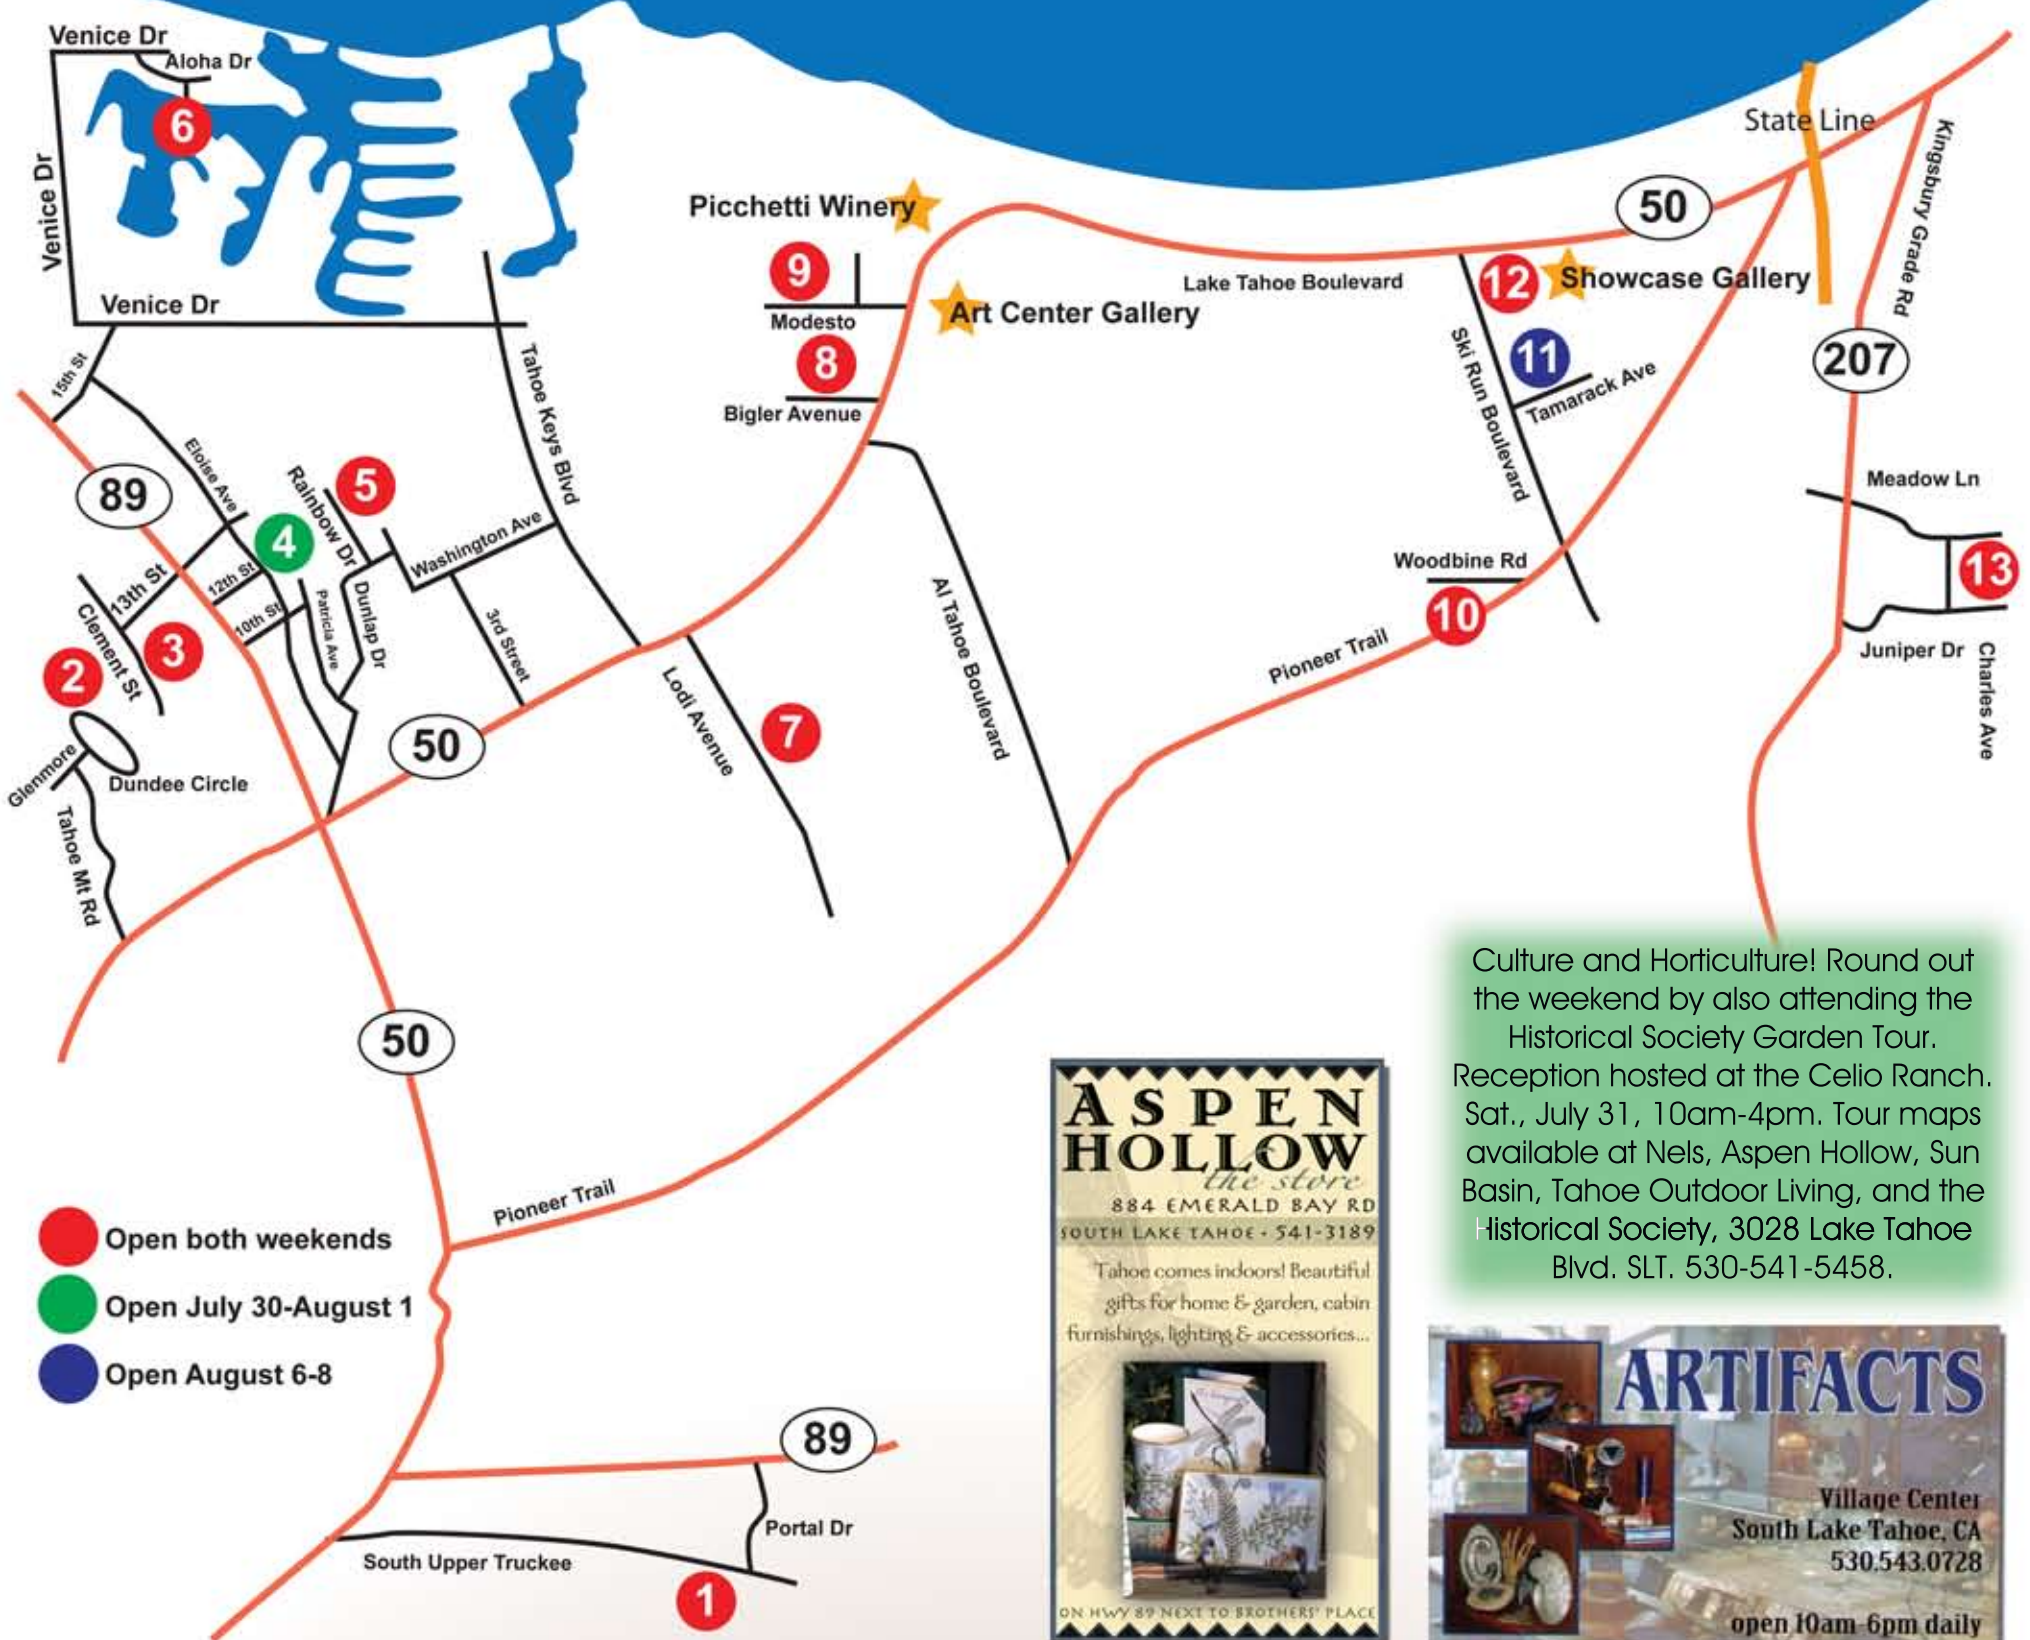 Venice Dr
Aloha Dr
6
Venice Dr
Venice Dr
State Line
Kingsbury Grade Rd
50
Picchetti Winery
9
Modesto
Art Center Gallery
Lake Tahoe Boulevard
12
Showcase Gallery
8
Bigler Avenue
11
Tamarack Ave
Ski Run Boulevard
207
15th St
Tahoe Keys Blvd
89
Eloise Ave
Rainbow Dr
5
4
Washington Ave
Meadow Ln
13
Woodbine Rd
10
13th St
12th St
10th St
Patricia Ave
Dunlap Dr
3rd Street
Clement St
3
2
Al Tahoe Boulevard
Pioneer Trail
Juniper Dr
Charles Ave
Lodi Avenue
7
50
Glenmore
Dundee Circle
Tahoe Mt Rd
50
Pioneer Trail
Open both weekends
Open July 30-August 1
Open August 6-8
89
Portal Dr
South Upper Truckee
1
Culture and Horticulture! Round out
the weekend by also attending the
Historical Society Garden Tour.
Reception hosted at the Celio Ranch.
Sat., July 31, 10am-4pm. Tour maps
available at Nels, Aspen Hollow, Sun
Basin, Tahoe Outdoor Living, and the
Historical Society, 3028 Lake Tahoe
Blvd. SLT. 530-541-5458.
ASPEN
HOLLOW
the store
884 EMERALD BAY RD
SOUTH LAKE TAHOE - 541-3189
Tahoe comes indoors! Beautiful
gifts for home & garden, cabin
furnishings, lighting & accessories...
ON HWY 89 NEXT TO BROTHERS' PLACE
ARTIFACTS
Village Center
South Lake Tahoe, CA
530.543.0728
open 10am-6pm daily